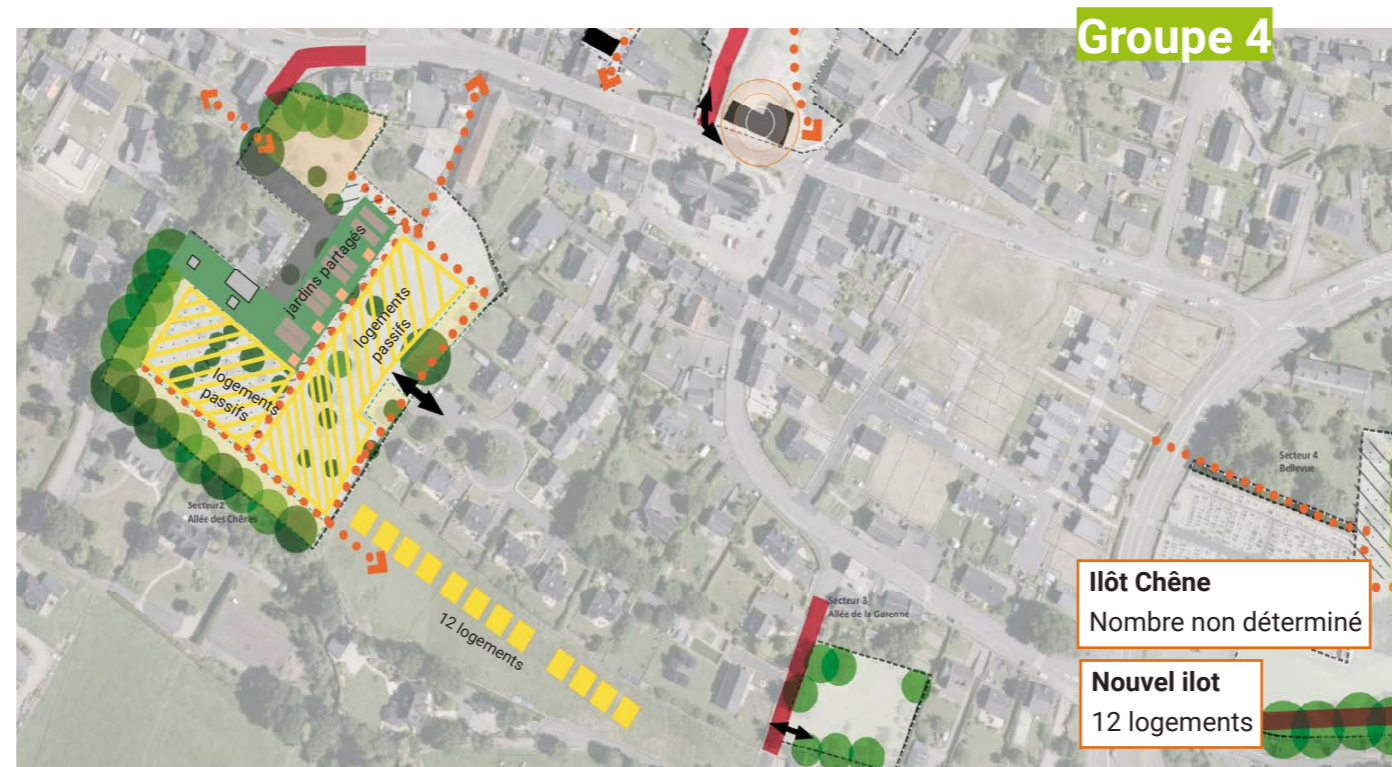 Groupe 4
jardins partagés
logements
passifs
logements
passifs
Secteur2
Allée des Chênes
12 logements
Secteur 3
Allée de la Garenne
Secteur 4
Bellevue
Ilôt Chêne
Nombre non déterminé
Nouvel ilot
12 logements